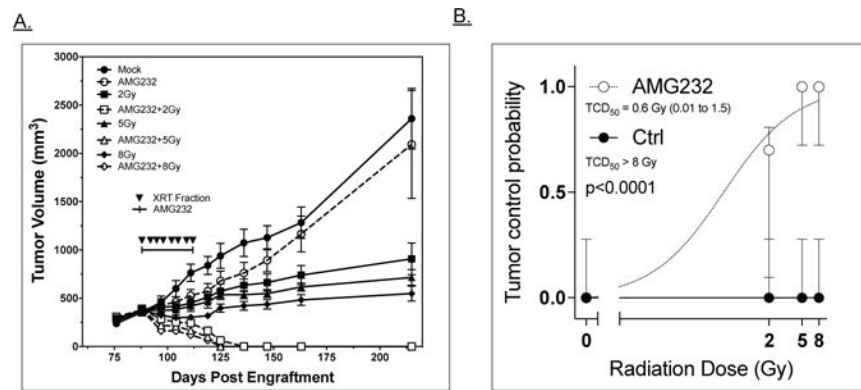 A.
B.
3000
2500
2000
1500
1000
500
0
Tumor Volume (mm³)
Mock
AMG232
2Gy
AMG232+2Gy
5Gy
AMG232+5Gy
8Gy
AMG232+8Gy
XRT Fraction
AMG232
75 100 125 150 175 200
Days Post Engraftment
1.0
0.5
0.0
Tumor control probability
AMG232
TCD50 = 0.6 Gy (0.01 to 1.5)
Ctrl
TCD50 > 8 Gy
p<0.0001
0 2 5 8
Radiation Dose (Gy)